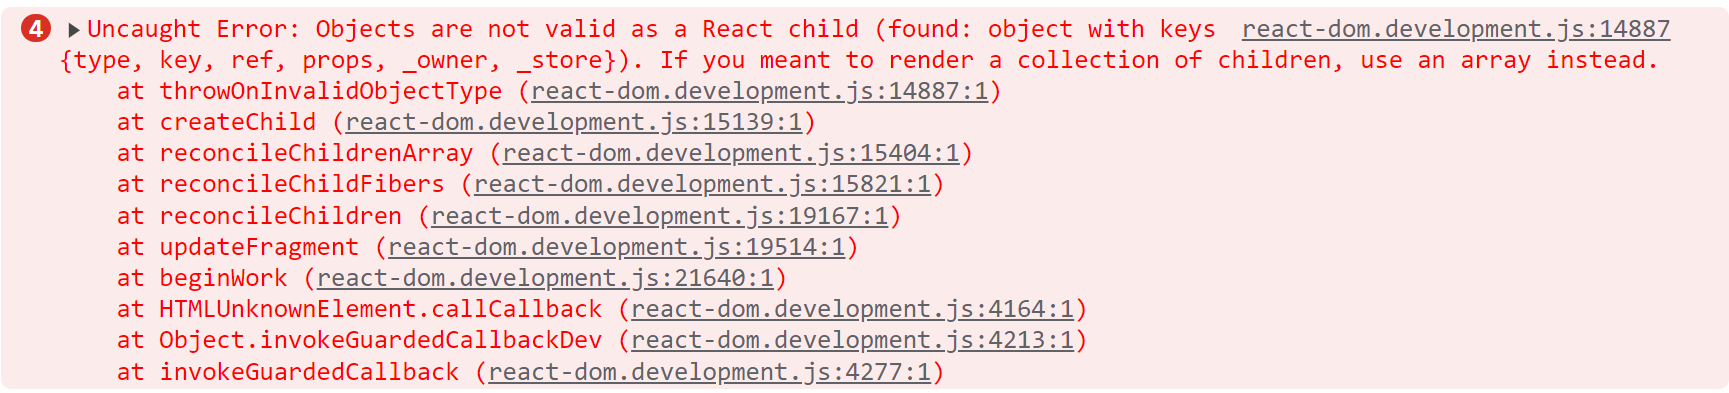 4 ▶Uncaught Error: Objects are not valid as a React child (found: object with keys react-dom.development.js:14887
{type, key, ref, props, _owner, _store}). If you meant to render a collection of children, use an array instead.
at throwOnInvalidObjectType (react-dom.development.js:14887:1)
at createChild (react-dom.development.js:15139:1)
at reconcileChildrenArray (react-dom.development.js:15404:1)
at reconcileChildFibers (react-dom.development.js:15821:1)
at reconcileChildren (react-dom.development.js:19167:1)
at updateFragment (react-dom.development.js:19514:1)
at beginWork (react-dom.development.js:21640:1)
at HTMLUnknownElement.callCallback (react-dom.development.js:4164:1)
at Object.invokeGuardedCallbackDev (react-dom.development.js:4213:1)
at invokeGuardedCallback (react-dom.development.js:4277:1)